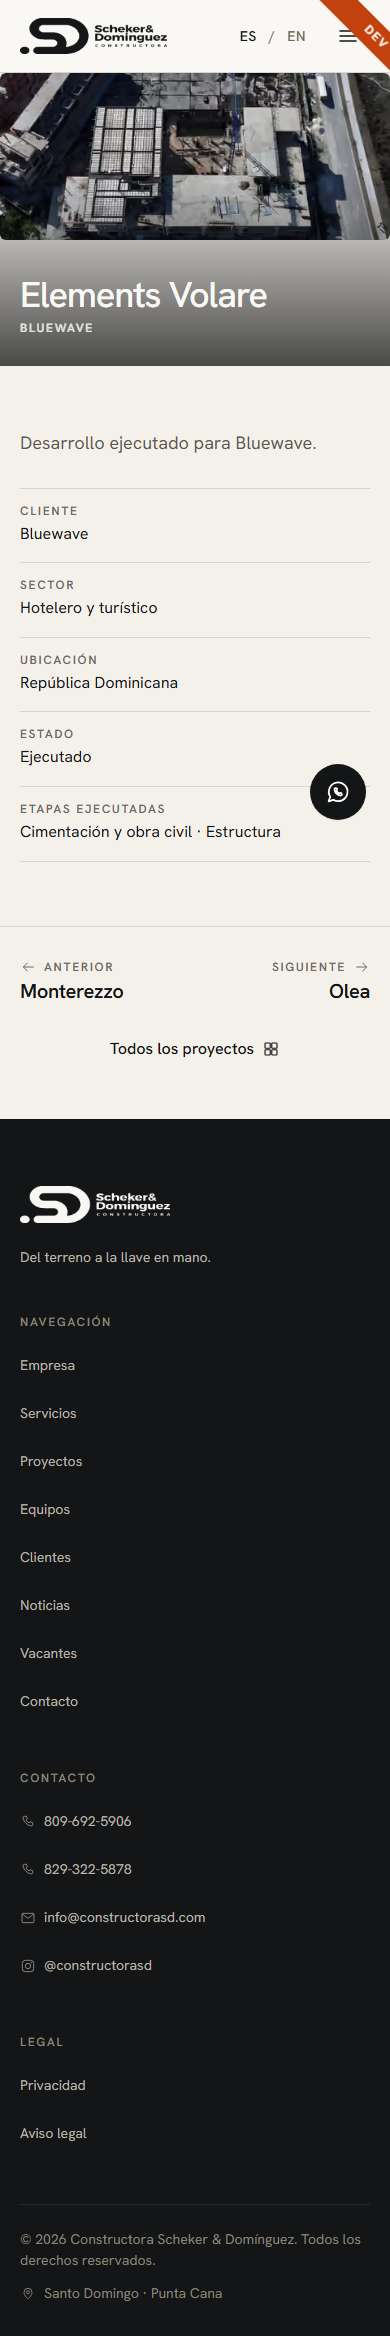 Scheker&
Domínguez
CONSTRUCTORA
ES / EN
DEV
Elements Volare
BLUEWAVE
Desarrollo ejecutado para Bluewave.
CLIENTE
Bluewave
SECTOR
Hotelero y turístico
UBICACIÓN
República Dominicana
ESTADO
Ejecutado
ETAPAS EJECUTADAS
Cimentación y obra civil · Estructura
ANTERIOR
Monterezzo
SIGUIENTE
Olea
Todos los proyectos
Scheker&
Domínguez
CONSTRUCTORA
Del terreno a la llave en mano.
NAVEGACIÓN
Empresa
Servicios
Proyectos
Equipos
Clientes
Noticias
Vacantes
Contacto
CONTACTO
809-692-5906
829-322-5878
info@constructorasd.com
@constructorasd
LEGAL
Privacidad
Aviso legal
© 2026 Constructora Scheker & Domínguez. Todos los
derechos reservados.
Santo Domingo · Punta Cana